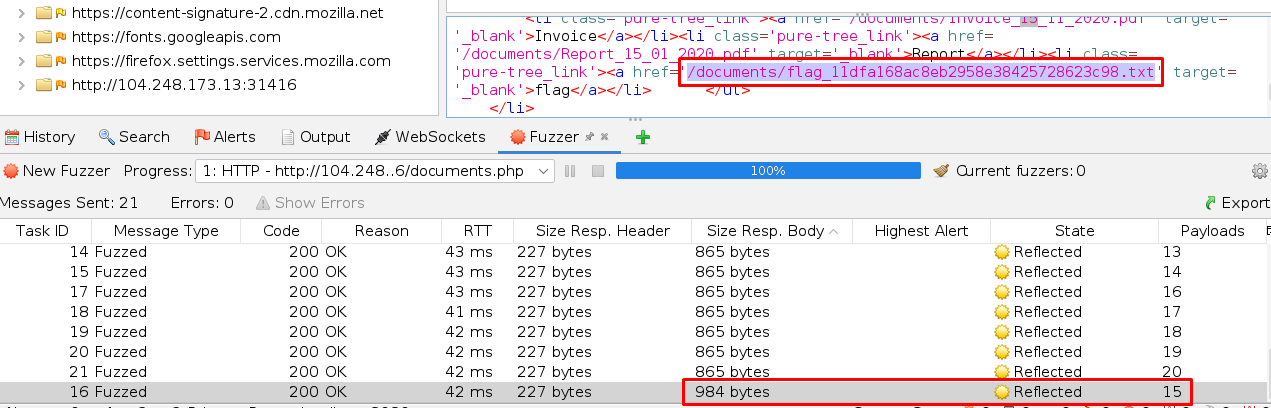 https://content-signature-2.cdn.mozilla.net
https://fonts.googleapis.com
https://firefox.settings.services.mozilla.com
http://104.248.173.13:31416
<li class='pure-tree_link'><a href='/documents/Invoice_15_11_2020.pdf' target=
'_blank'>Invoice</a></li><li class='pure-tree_link'><a href=
'/documents/Report_15_01_2020.pdf' target='_blank'>Report</a></li><li class=
'pure-tree_link'><a href='/documents/flag_11dfa168ac8eb2958e38425728623c98.txt' target=
'_blank'>flag</a></li> </ul>
</li>
History Search Alerts Output WebSockets Fuzzer
New Fuzzer Progress: 1: HTTP - http://104.248..6/documents.php 100% Current fuzzers: 0
Messages Sent: 21 Errors: 0 Show Errors Export
Task ID Message Type Code Reason RTT Size Resp. Header Size Resp. Body Highest Alert State Payloads
14 Fuzzed 200 OK 43 ms 227 bytes 865 bytes Reflected 13
15 Fuzzed 200 OK 43 ms 227 bytes 865 bytes Reflected 14
17 Fuzzed 200 OK 43 ms 227 bytes 865 bytes Reflected 16
18 Fuzzed 200 OK 41 ms 227 bytes 865 bytes Reflected 17
19 Fuzzed 200 OK 42 ms 227 bytes 865 bytes Reflected 18
20 Fuzzed 200 OK 42 ms 227 bytes 865 bytes Reflected 19
21 Fuzzed 200 OK 42 ms 227 bytes 865 bytes Reflected 20
16 Fuzzed 200 OK 42 ms 227 bytes 984 bytes Reflected 15